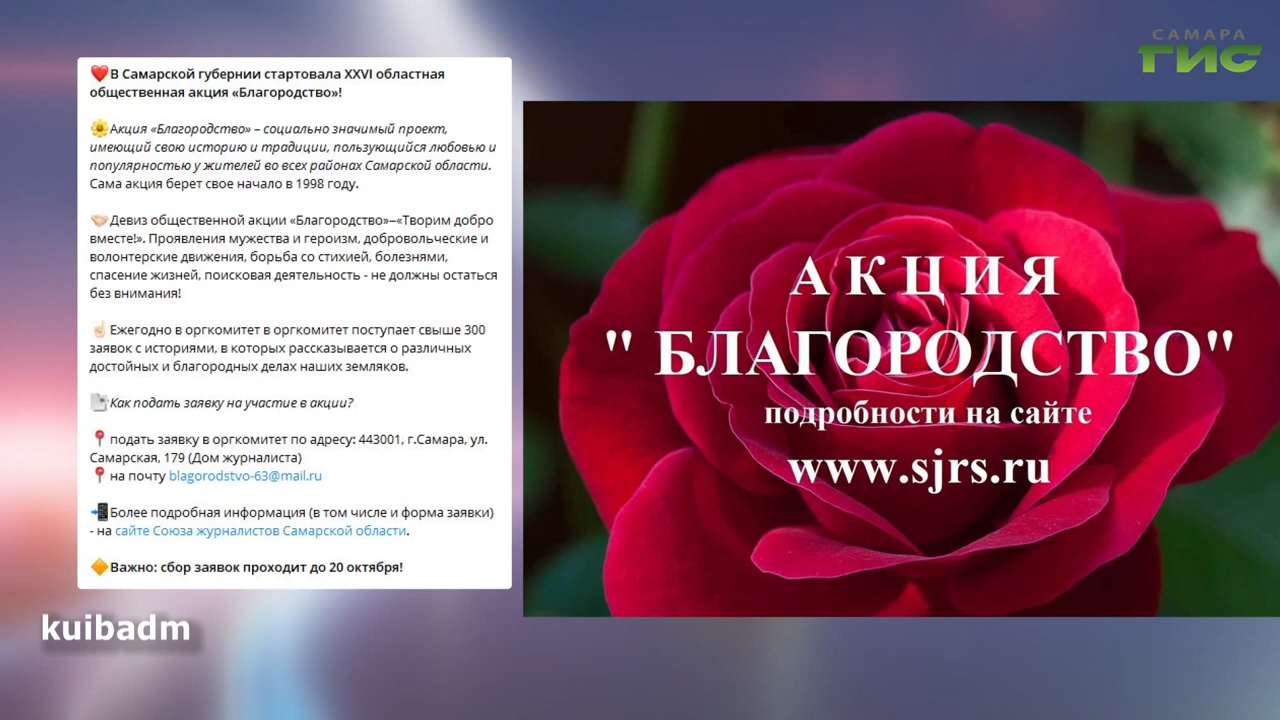 САМАРА
ГИС
❤️В Самарской губернии стартовала XXVI областная
общественная акция «Благородство»!
🌼Акция «Благородство» – социально значимый проект,
имеющий свою историю и традиции, пользующийся любовью и
популярностью у жителей во всех районах Самарской области.
Сама акция берет свое начало в 1998 году.
🤝🏻Девиз общественной акции «Благородство»–«Творим добро
вместе!». Проявления мужества и героизм, добровольческие и
волонтерские движения, борьба со стихией, болезнями,
спасение жизней, поисковая деятельность - не должны остаться
без внимания!
☝🏻Ежегодно в оргкомитет в оргкомитет поступает свыше 300
заявок с историями, в которых рассказывается о различных
достойных и благородных делах наших земляков.
📄Как подать заявку на участие в акции?
📍 подать заявку в оргкомитет по адресу: 443001, г.Самара, ул.
Самарская, 179 (Дом журналиста)
📍 на почту blagorodstvo-63@mail.ru
📲Более подробная информация (в том числе и форма заявки)
- на сайте Союза журналистов Самарской области.
🔸Важно: сбор заявок проходит до 20 октября!
АКЦИЯ
" БЛАГОРОДСТВО"
подробности на сайте
www.sjrs.ru
kuibadm